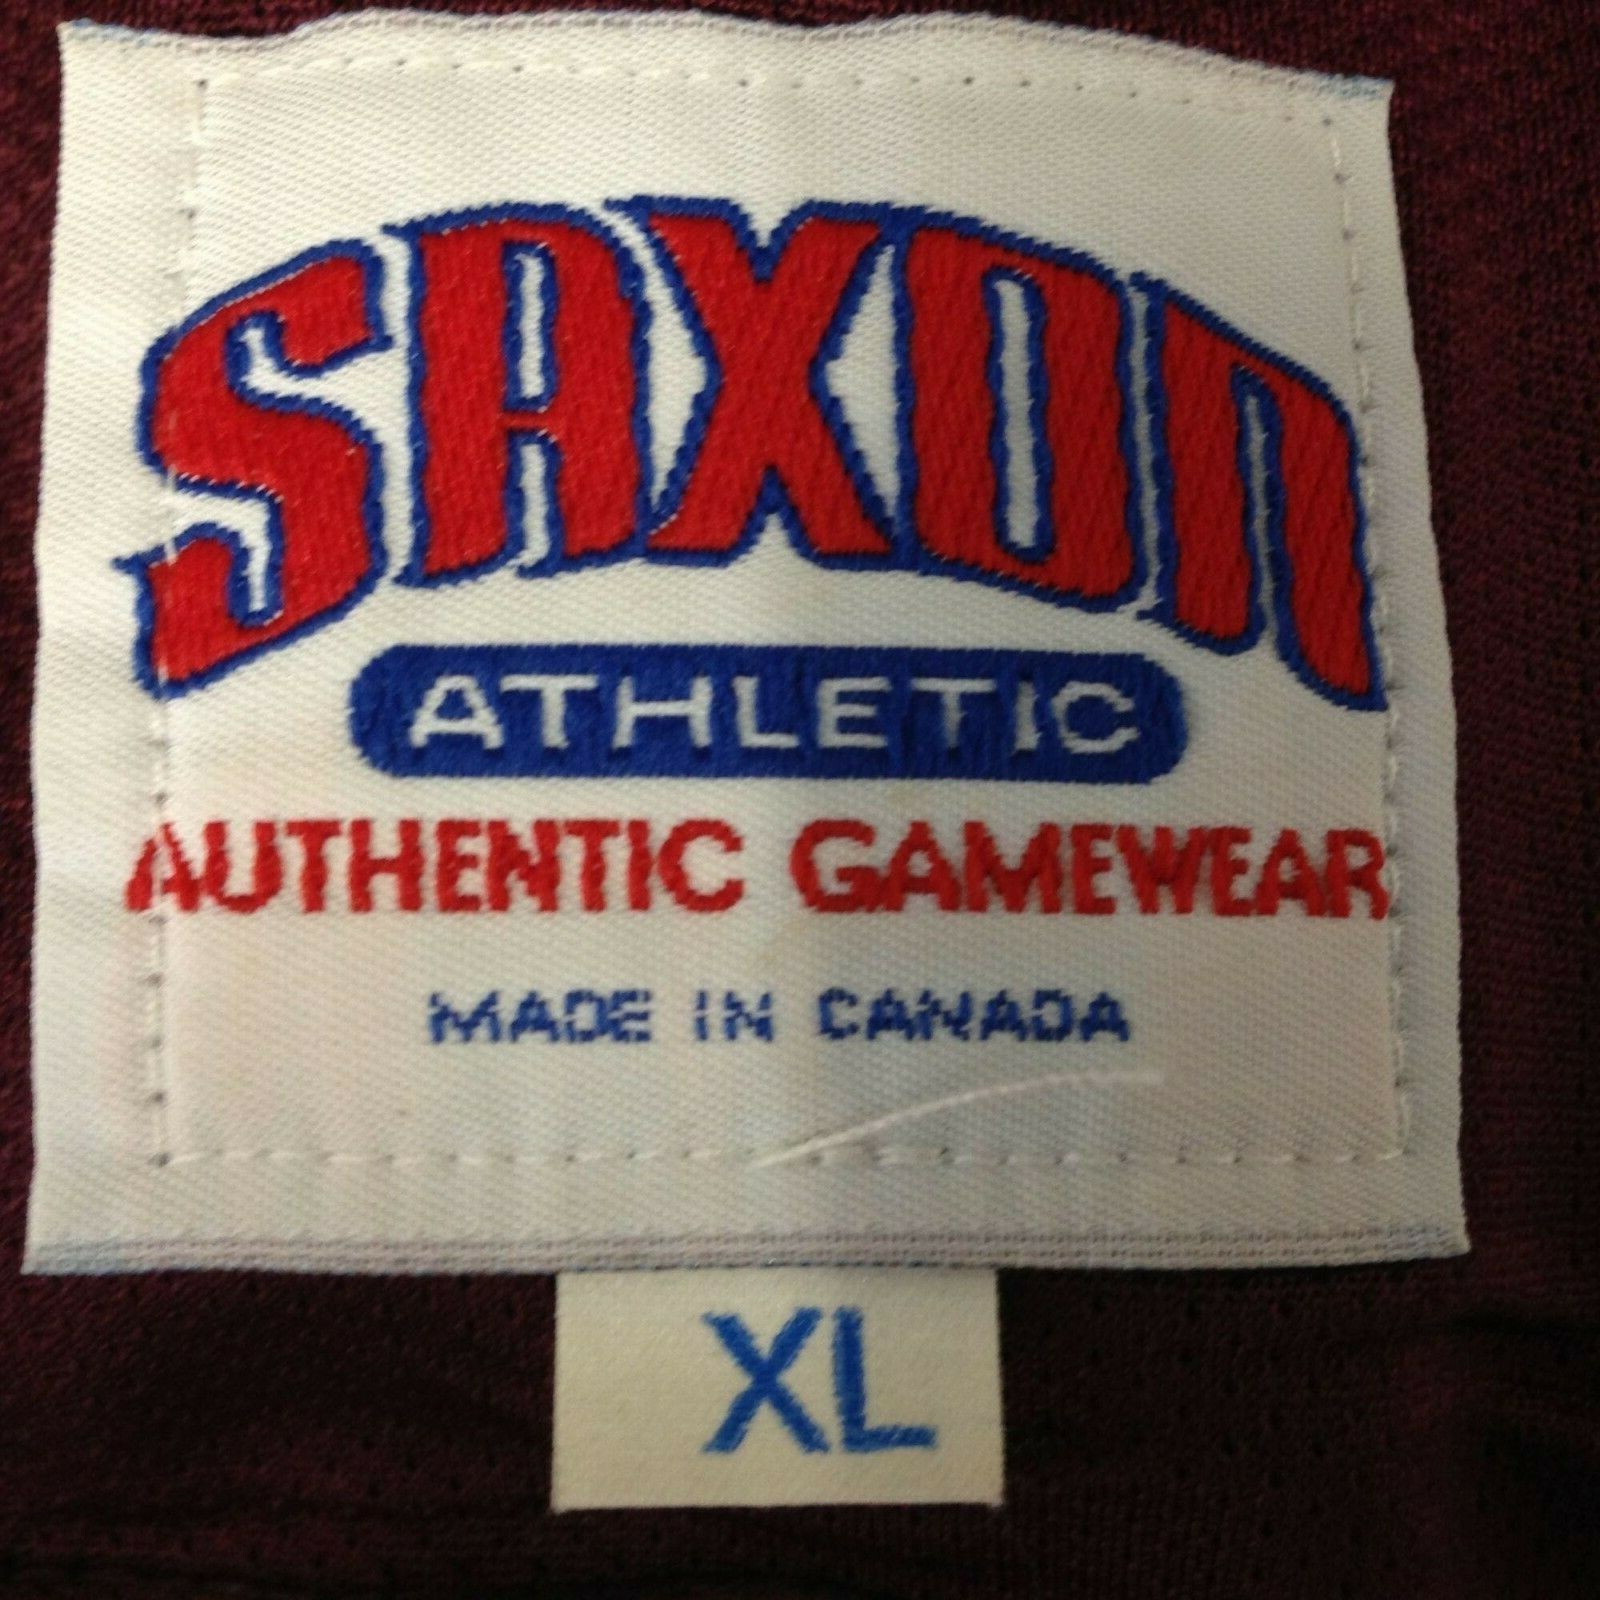 SAXON
ATHLETIC
AUTHENTIC GAMEWEAR
MADE IN CANADA
XL